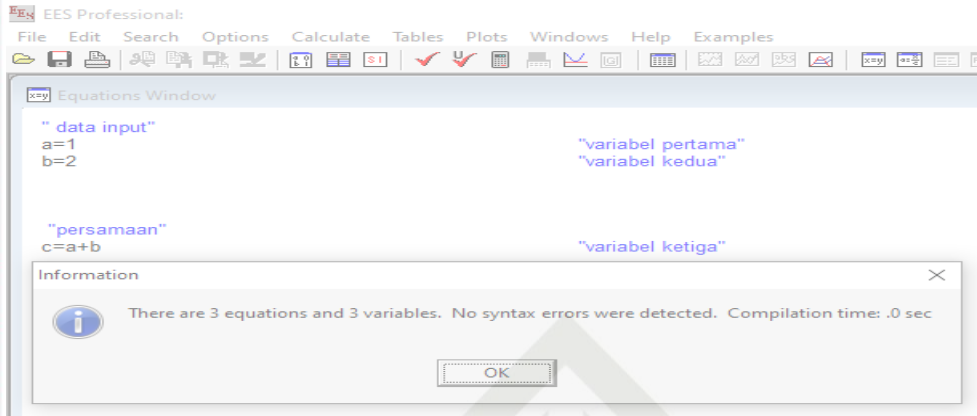 EES EES Professional:
File Edit Search Options Calculate Tables Plots Windows Help Examples
x=y Equations Window
" data input"
a=1 "variabel pertama"
b=2 "variabel kedua"
"persamaan"
c=a+b "variabel ketiga"
Information
There are 3 equations and 3 variables. No syntax errors were detected. Compilation time: .0 sec
OK